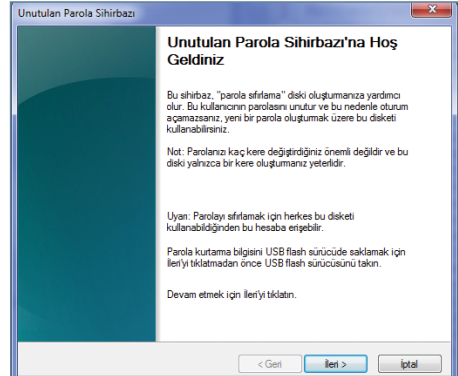 Unutulan Parola Sihirbazı
Unutulan Parola Sihirbazı'na Hoş
Geldiniz
Bu sihirbaz, "parola sıfırlama" diski oluşturmanıza yardımcı
olur. Bu kullanıcının parolasını unutur ve bu nedenle oturum
açamazsanız, yeni bir parola oluşturmak üzere bu disketi
kullanabilirsiniz.
Not: Parolanızı kaç kere değiştirdiğiniz önemli değildir ve bu
diski yalnızca bir kere oluşturmanız yeterlidir.
Uyarı: Parolayı sıfırlamak için herkes bu disketi
kullanabildiğinden bu hesaba erişebilir.
Parola kurtarma bilgisini USB flash sürücüde saklamak için
İleri'yi tıklatmadan önce USB flash sürücüsünü takın.
Devam etmek için İleri'yi tıklatın.
< Geri İleri > İptal